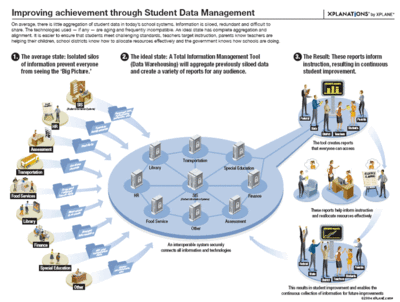 Improving achievement through Student Data Management
XPLANATiONS™ by XPLANE®
On average, there is little aggregation of student data in today's school systems. Information is siloed, redundant and difficult to
share. The technologies used — if any — are aging and frequently incompatible. An ideal state has complete aggregation and
alignment. It is easier to ensure that students meet challenging standards, teachers target instruction, parents know teachers are
helping their children, school districts know how to allocate resources effectively and the government knows how schools are doing.
1. The average state: Isolated silos
of information prevent everyone
from seeing the 'Big Picture.'
2. The ideal state: A Total Information Management Tool
(Data Warehousing) will aggregate previously siloed data
and create a variety of reports for any audience.
3. The Result: These reports inform
instruction, resulting in continuous
student improvement.
HR
Assessment
Transportation
Food Services
Library
Finance
Special Education
Other
Transportation
Library
Special Education
HR
Finance
Food Service
Assessment
Other
An interoperable system securely
connects all information and technologies
The tool creates reports
that everyone can access
These reports help inform instruction
and reallocate resources effectively
This results in student improvement and enables the
continuous collection of information for future improvements